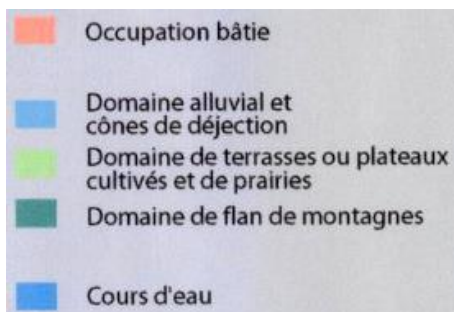 Occupation bâtie
Domaine alluvial et
cônes de déjection
Domaine de terrasses ou plateaux
cultivés et de prairies
Domaine de flan de montagnes
Cours d'eau